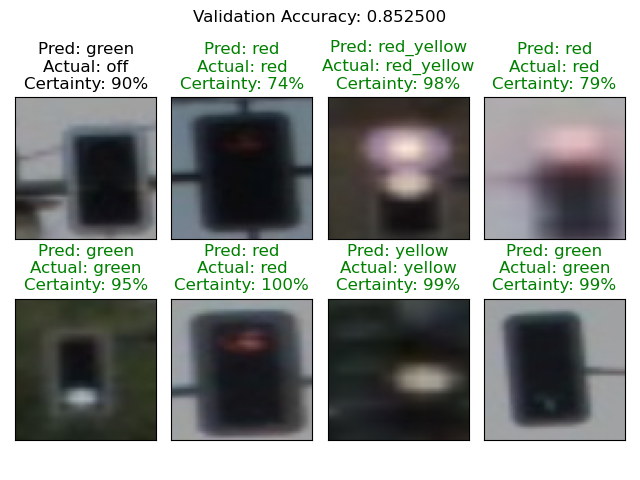 Validation Accuracy: 0.852500
Pred: green
Actual: off
Certainty: 90%
Pred: red
Actual: red
Certainty: 74%
Pred: red_yellow
Actual: red_yellow
Certainty: 98%
Pred: red
Actual: red
Certainty: 79%
Pred: green
Actual: green
Certainty: 95%
Pred: red
Actual: red
Certainty: 100%
Pred: yellow
Actual: yellow
Certainty: 99%
Pred: green
Actual: green
Certainty: 99%